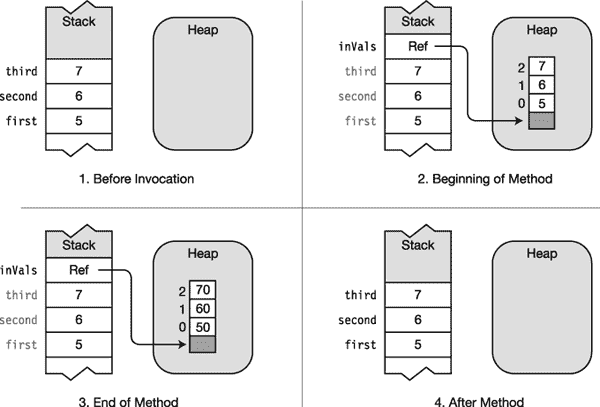 Stack
Heap
third 7
second 6
first 5
1. Before Invocation
Stack
Heap
inVals Ref
2 7
third 7
1 6
second 6
0 5
first 5
2. Beginning of Method
Stack
Heap
inVals Ref
2 70
third 7
1 60
second 6
0 50
first 5
3. End of Method
Stack
Heap
third 7
second 6
first 5
4. After Method